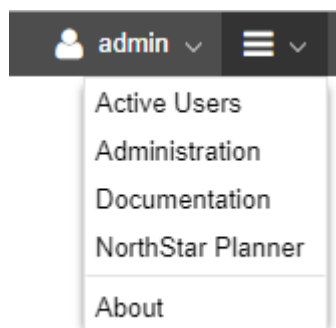 admin
Active Users
Administration
Documentation
NorthStar Planner
About